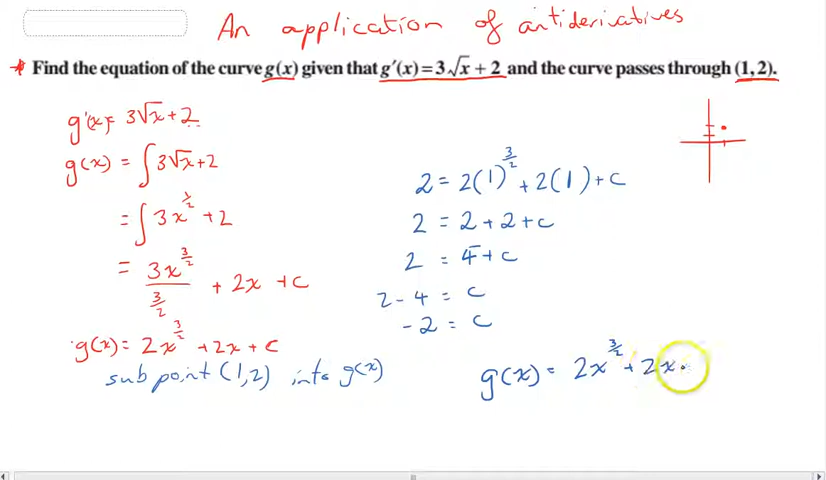 An application of antiderivatives
* Find the equation of the curve g(x) given that g′(x) = 3√x + 2 and the curve passes through (1, 2).
g'(x) = 3√x + 2
g(x) = ∫3√x + 2
= ∫3x^(1/2) + 2
= 3x^(3/2) / (3/2) + 2x + c
g(x) = 2x^(3/2) + 2x + c
sub point (1,2) into g(x)
2 = 2(1)^(3/2) + 2(1) + c
2 = 2 + 2 + c
2 = 4 + c
2 - 4 = c
-2 = c
g(x) = 2x^(3/2) + 2x